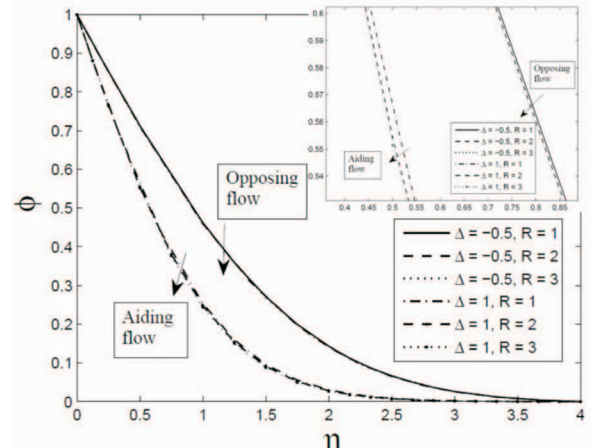 1
0.9
0.8
0.7
0.6
0.5
0.4
0.3
0.2
0.1
0
ϕ
0 0.5 1 1.5 2 2.5 3 3.5 4
η
Opposing
flow
Aiding
flow
Δ = −0.5, R = 1
Δ = −0.5, R = 2
Δ = −0.5, R = 3
Δ = 1, R = 1
Δ = 1, R = 2
Δ = 1, R = 3
0.6
0.59
0.58
0.57
0.56
0.55
0.54
0.4 0.45 0.5 0.55 0.6 0.65 0.7 0.75 0.8 0.85
Opposing
flow
Aiding
flow
Δ = −0.5, R = 1
Δ = −0.5, R = 2
Δ = −0.5, R = 3
Δ = 1, R = 1
Δ = 1, R = 2
Δ = 1, R = 3